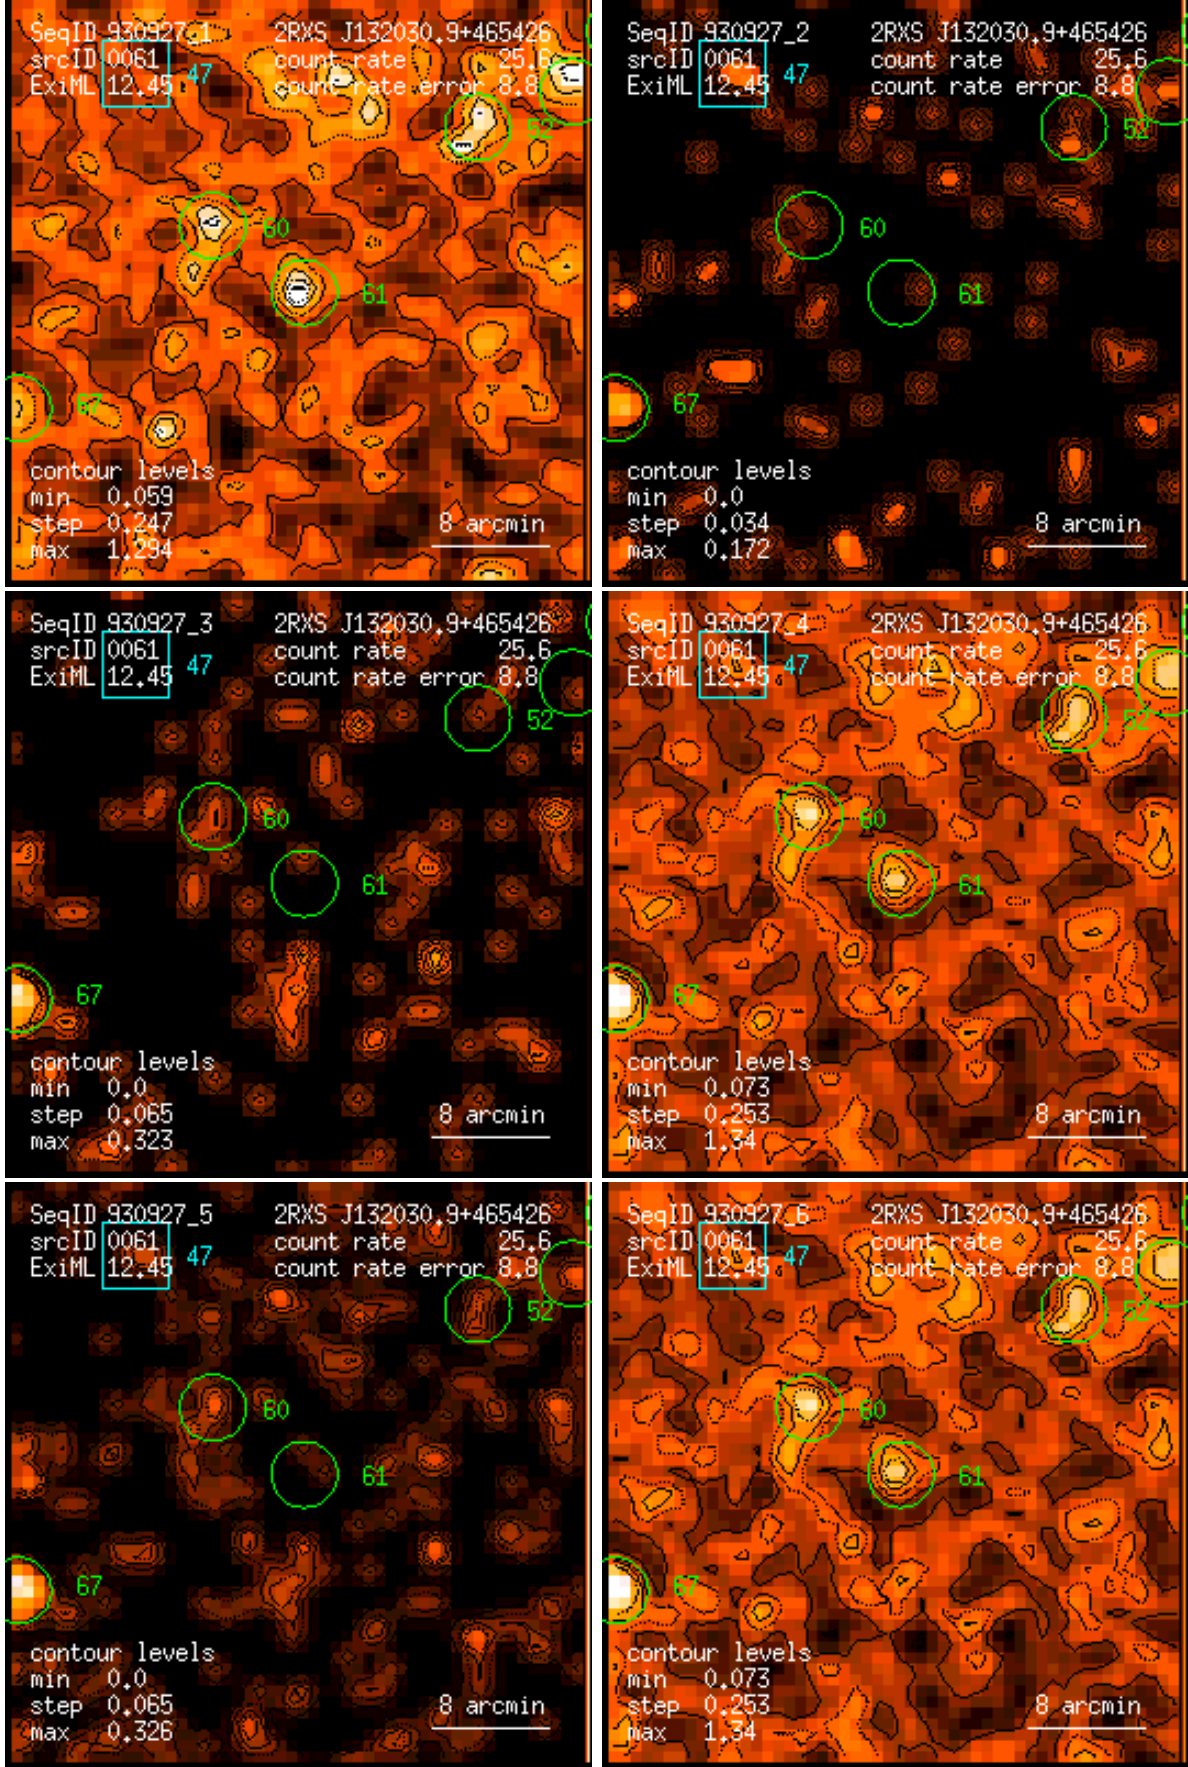 SeqID 930927_1 2RXS J132030.9+465426
srcID 0061 47 count rate 25.6
ExiML 12.45 count rate error 8.8
52
60
61
67
contour levels
min 0.059
step 0.247 8 arcmin
max 1.294
SeqID 930927_2 2RXS J132030.9+465426
srcID 0061 47 count rate 25.6
ExiML 12.45 count rate error 8.8
52
60
61
67
contour levels
min 0.0
step 0.034 8 arcmin
max 0.172
SeqID 930927_3 2RXS J132030.9+465426
srcID 0061 47 count rate 25.6
ExiML 12.45 count rate error 8.8
52
60
61
67
contour levels
min 0.0
step 0.065 8 arcmin
max 0.323
SeqID 930927_4 2RXS J132030.9+465426
srcID 0061 47 count rate 25.6
ExiML 12.45 count rate error 8.8
52
60
61
67
contour levels
min 0.073
step 0.253 8 arcmin
max 1.34
SeqID 930927_5 2RXS J132030.9+465426
srcID 0061 47 count rate 25.6
ExiML 12.45 count rate error 8.8
52
60
61
67
contour levels
min 0.0
step 0.065 8 arcmin
max 0.326
SeqID 930927_6 2RXS J132030.9+465426
srcID 0061 47 count rate 25.6
ExiML 12.45 count rate error 8.8
52
60
61
67
contour levels
min 0.073
step 0.253 8 arcmin
max 1.34